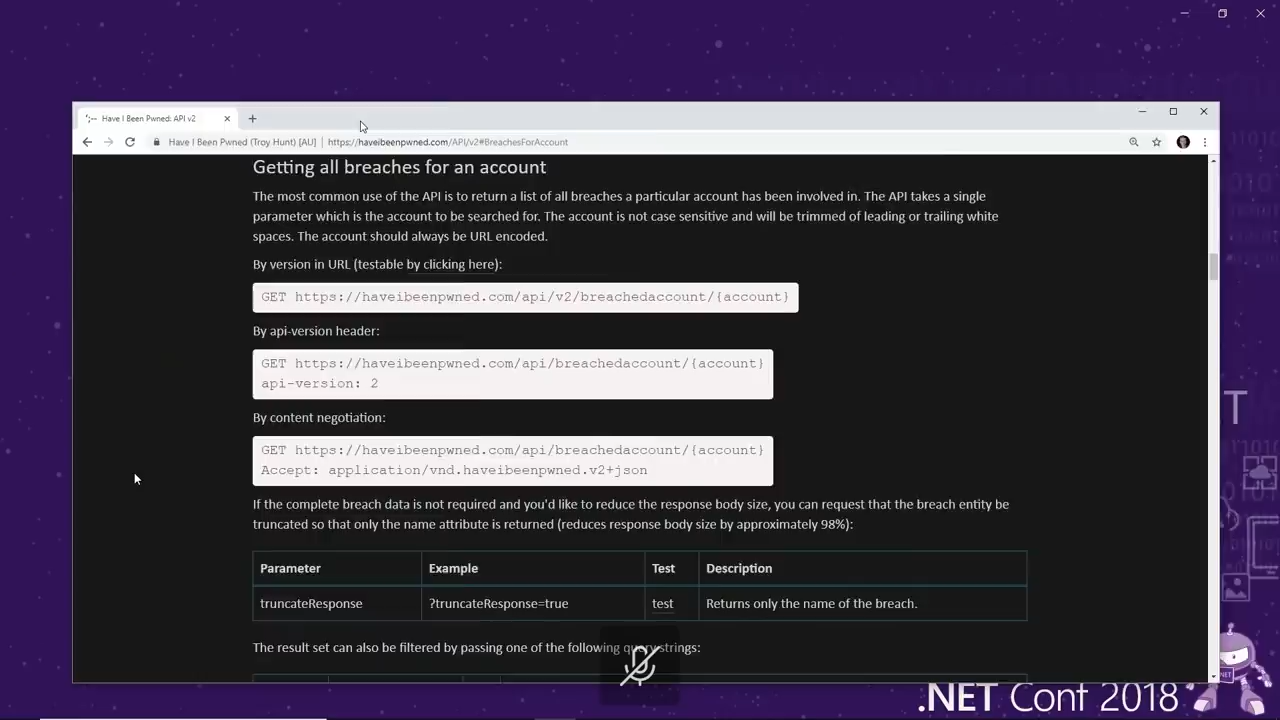 Have I Been Pwned: API v2
Have I Been Pwned (Troy Hunt) [AU] | https://haveibeenpwned.com/API/v2#BreachesForAccount
Getting all breaches for an account
The most common use of the API is to return a list of all breaches a particular account has been involved in. The API takes a single
parameter which is the account to be searched for. The account is not case sensitive and will be trimmed of leading or trailing white
spaces. The account should always be URL encoded.
By version in URL (testable by clicking here):
GET https://haveibeenpwned.com/api/v2/breachedaccount/{account}
By api-version header:
GET https://haveibeenpwned.com/api/breachedaccount/{account}
api-version: 2
By content negotiation:
GET https://haveibeenpwned.com/api/breachedaccount/{account}
Accept: application/vnd.haveibeenpwned.v2+json
If the complete breach data is not required and you'd like to reduce the response body size, you can request that the breach entity be
truncated so that only the name attribute is returned (reduces response body size by approximately 98%):
Parameter Example Test Description
truncateResponse ?truncateResponse=true test Returns only the name of the breach.
The result set can also be filtered by passing one of the following query strings:
.NET Conf 2018
.NET